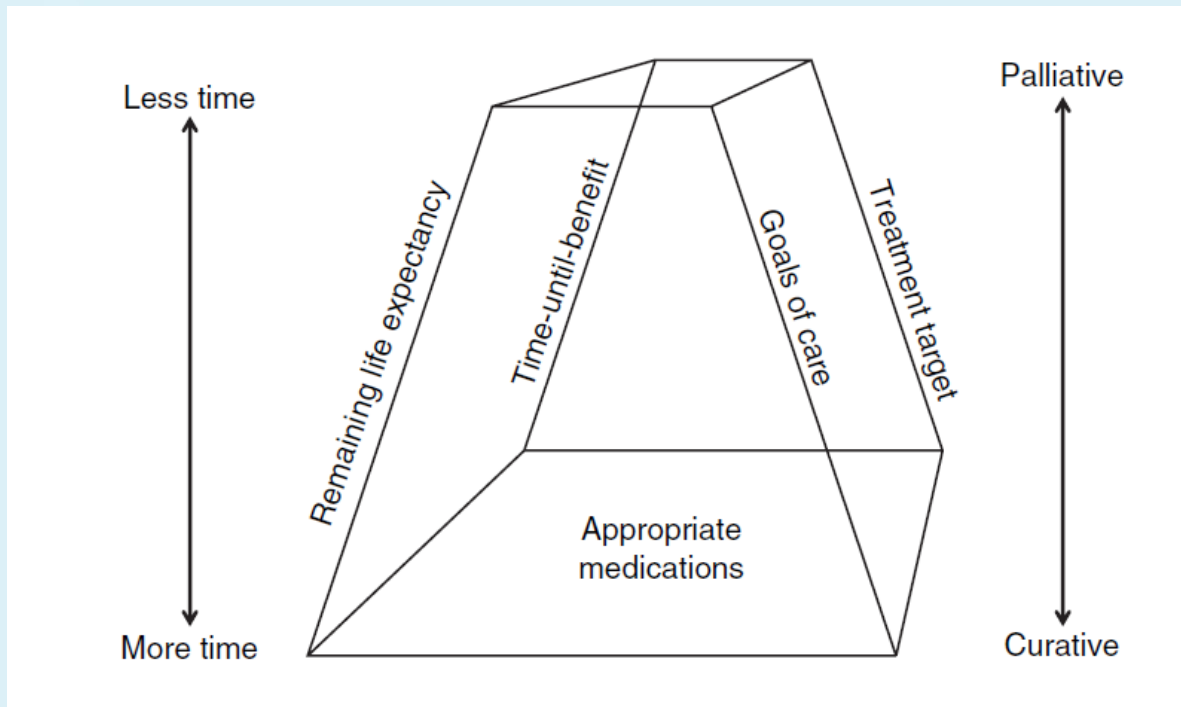 Less time
Palliative
Remaining life expectancy
Time-until-benefit
Goals of care
Treatment target
Appropriate
medications
More time
Curative